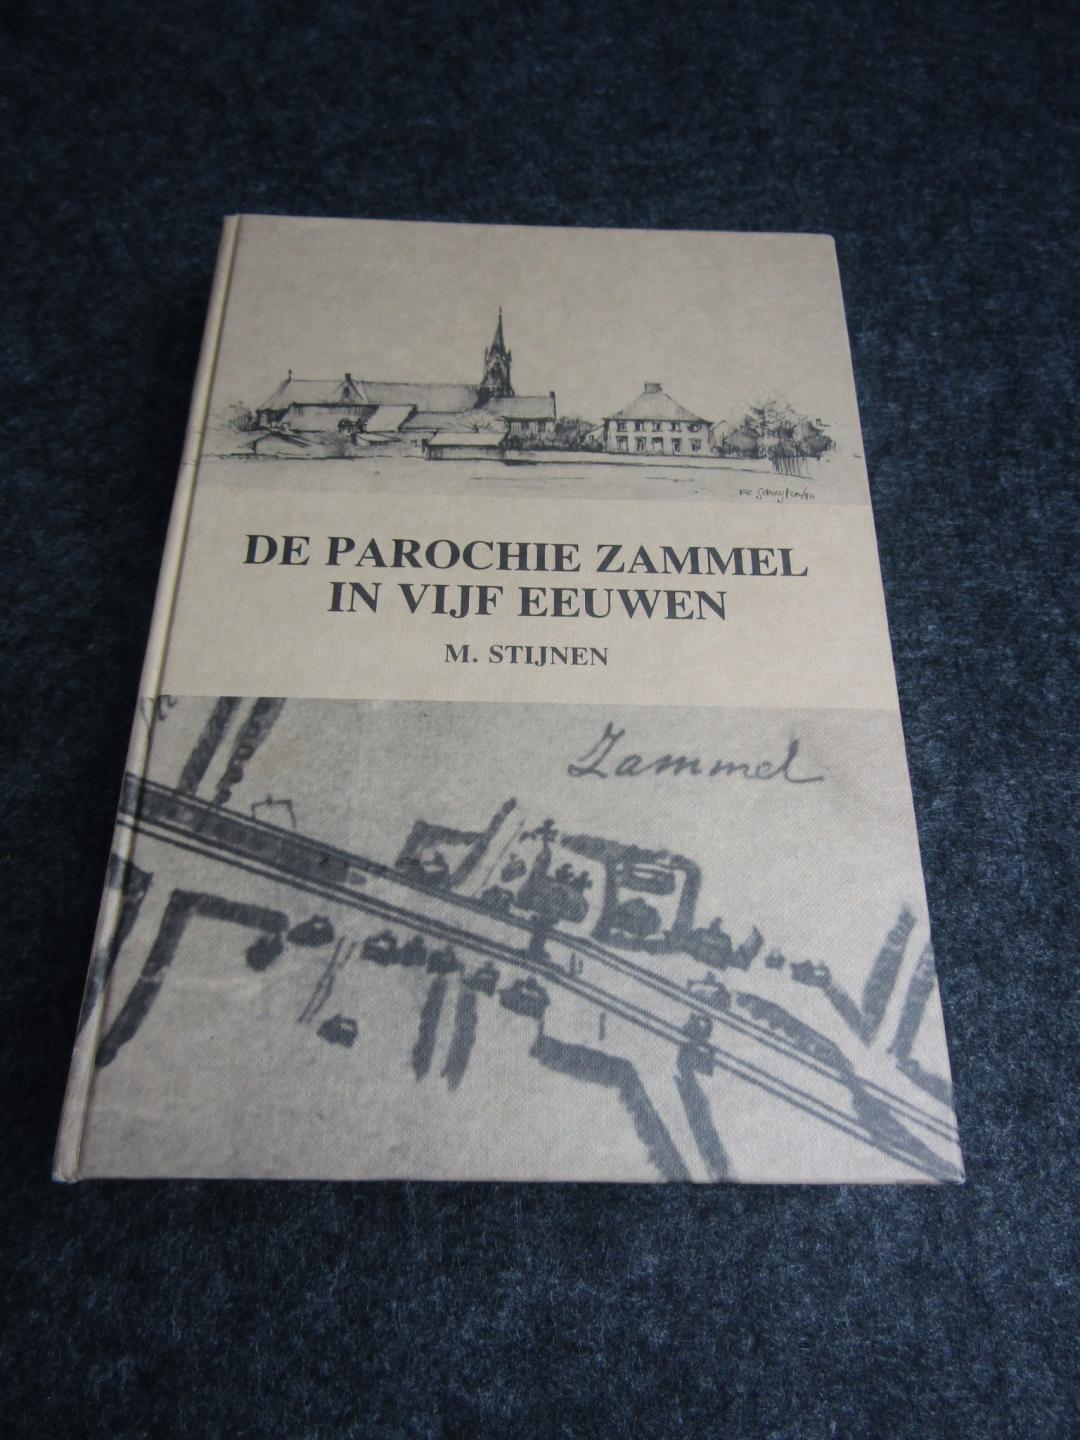 DE PAROCHIE ZAMMEL
IN VIJF EEUWEN
M. STIJNEN
Zammel